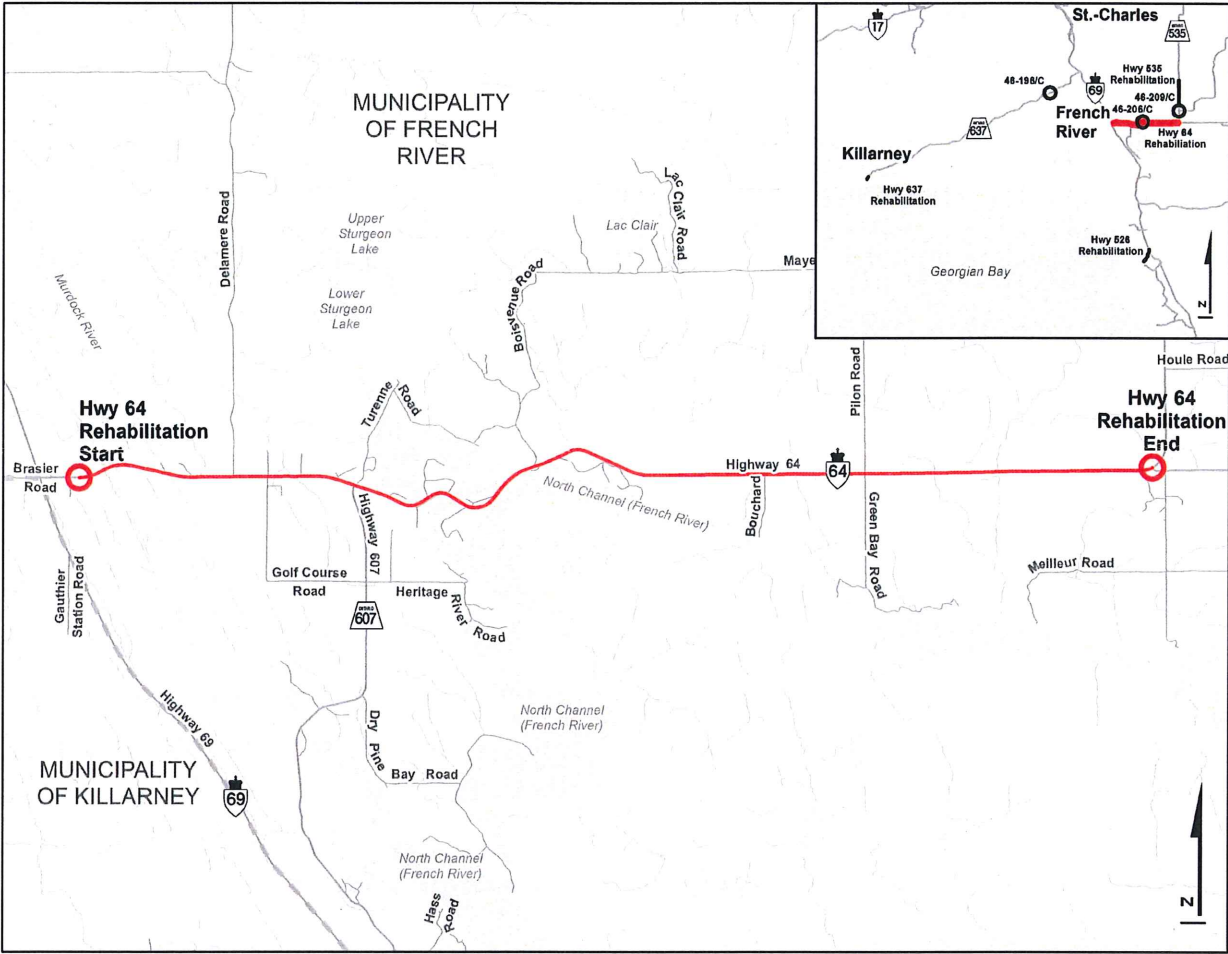 MUNICIPALITY
OF FRENCH
RIVER
Delamere Road
Murdock River
Upper
Sturgeon
Lake
Lower
Sturgeon
Lake
Lac Clair
Lac Clair Road
Boisvenue Road
Maye
St.-Charles
17
535
Hwy 535
Rehabilitation
46-198/C
69
46-209/C
46-206/C
French
River
Hwy 64
Rehabiliation
637
Killarney
Hwy 637
Rehabilitation
Hwy 526
Rehabilitation
Georgian Bay
N
Houle Road
Pilon Road
Hwy 64
Rehabilitation
Start
Hwy 64
Rehabilitation
End
Turenne Road
Brasier
Road
Highway 64
64
North Channel (French River)
Bouchard
Green Bay Road
Highway 607
Gauthier
Station Road
Golf Course
Road
Heritage
River
Road
607
Meilleur Road
Highway 69
North Channel
(French River)
Dry Pine
Bay Road
MUNICIPALITY
OF KILLARNEY
69
North Channel
(French River)
Hass
Road
N